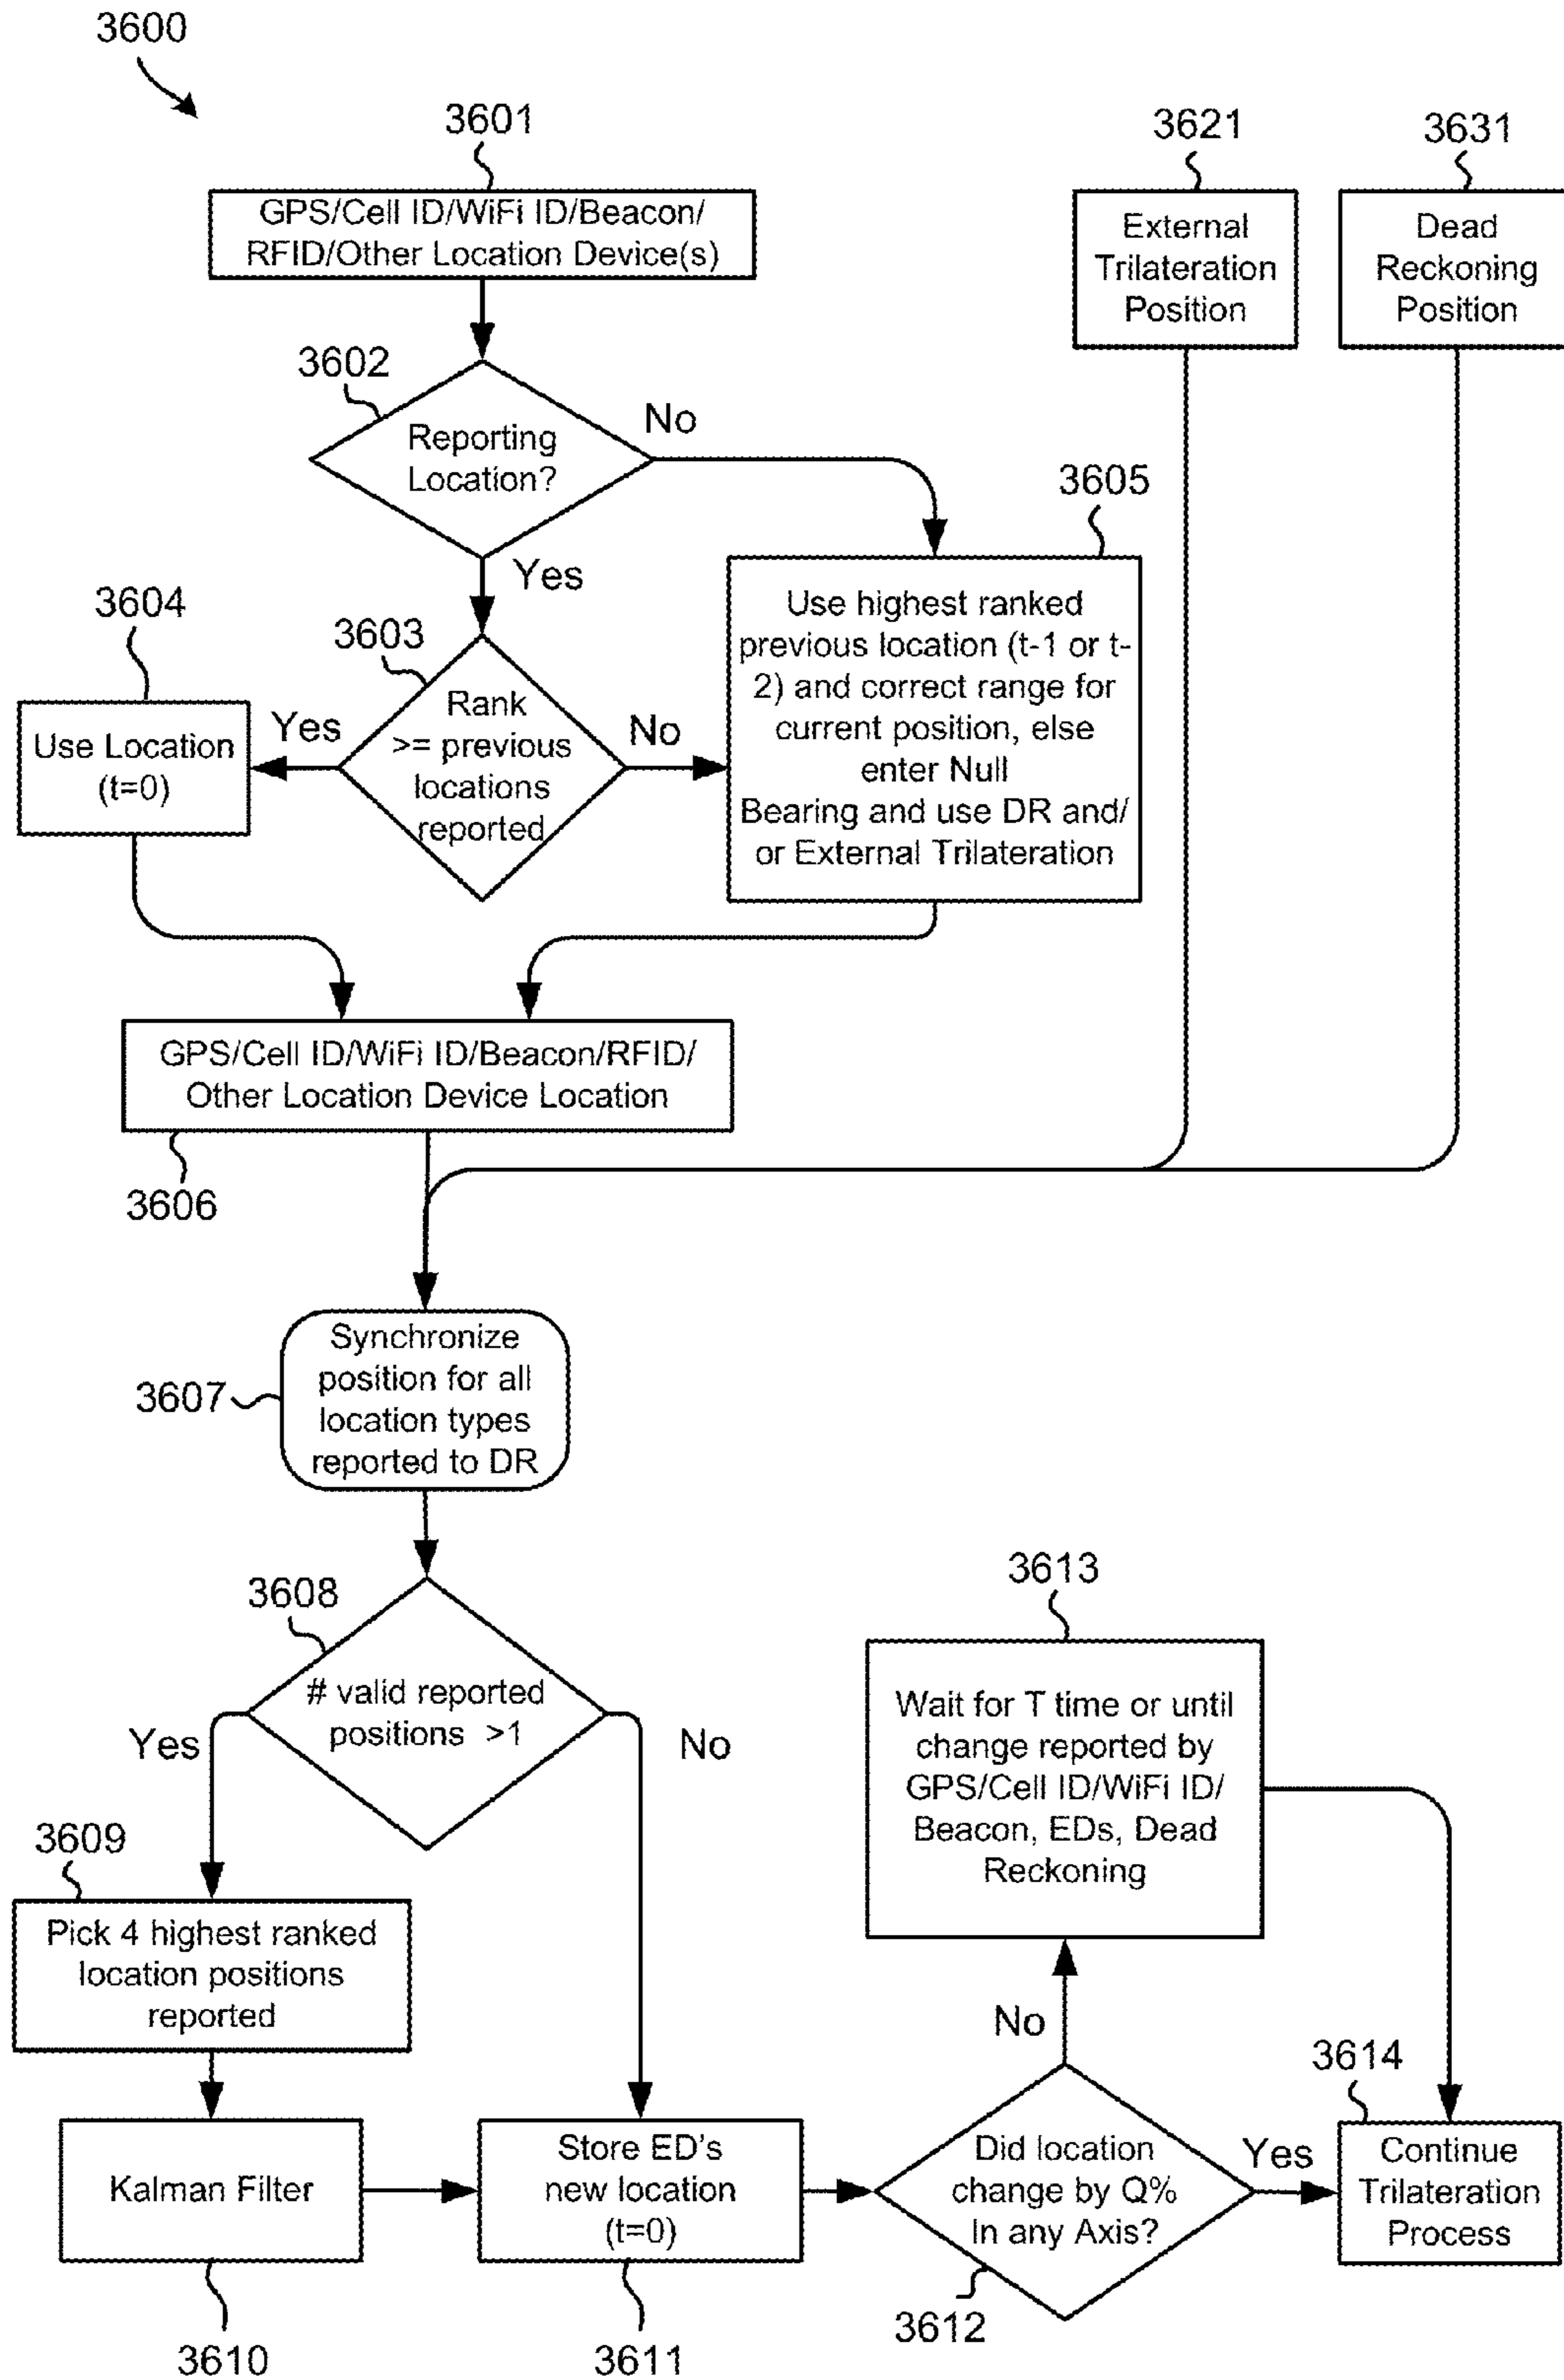 3600
3601
GPS/Cell ID/WiFi ID/Beacon/
RFID/Other Location Device(s)
3621
External
Trilateration
Position
3631
Dead
Reckoning
Position
3602
Reporting
Location?
No
Yes
3603
Rank
>= previous
locations
reported
Yes
No
3604
Use Location
(t=0)
3605
Use highest ranked
previous location (t-1 or t-
2) and correct range for
current position, else
enter Null
Bearing and use DR and/
or External Trilateration
GPS/Cell ID/WiFi ID/Beacon/RFID/
Other Location Device Location
3606
Synchronize
position for all
location types
reported to DR
3607
3608
# valid reported
positions >1
Yes
No
3609
Pick 4 highest ranked
location positions
reported
Kalman Filter
3610
Store ED's
new location
(t=0)
3611
Did location
change by Q%
In any Axis?
3612
No
Yes
3613
Wait for T time or until
change reported by
GPS/Cell ID/WiFi ID/
Beacon, EDs, Dead
Reckoning
3614
Continue
Trilateration
Process